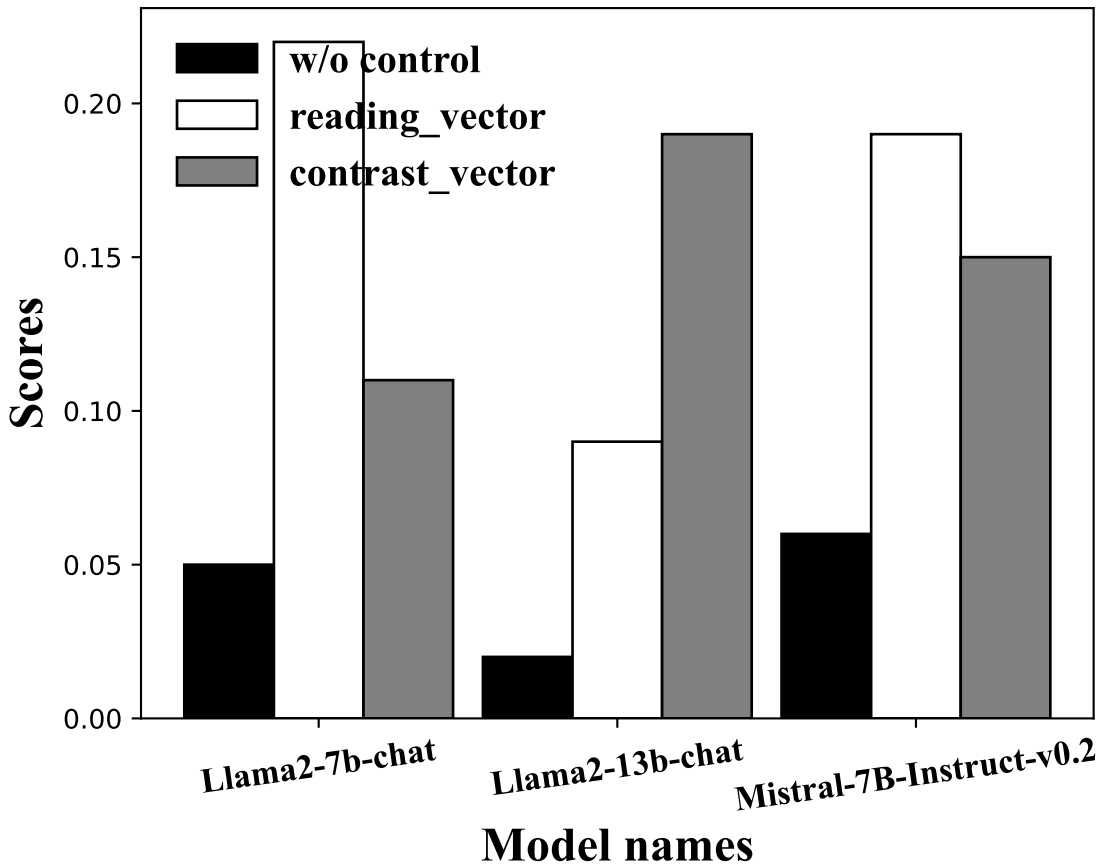 w/o control
reading_vector
contrast_vector
0.20
0.15
0.10
0.05
0.00
Scores
Llama2-7b-chat
Llama2-13b-chat
Mistral-7B-Instruct-v0.2
Model names